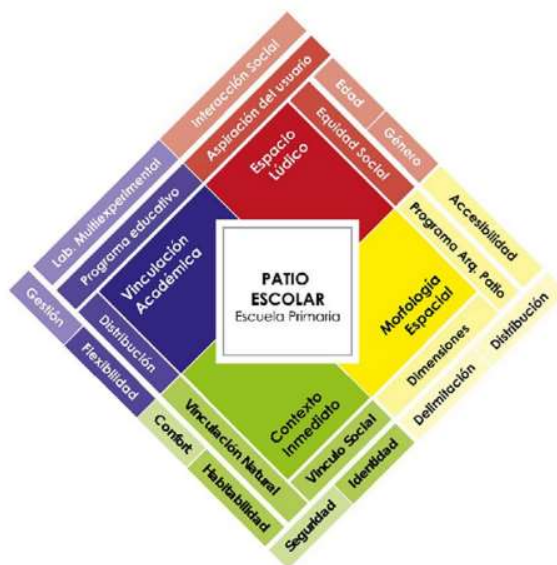 Interacción Social
Aspiración del usuario
Espacio
Lúdico
Edad
Género
Equidad Social
Lab. Multiexperimental
Programa educativo
Vinculación
Académica
Gestión
Distribución
Flexibilidad
PATIO
ESCOLAR
Escuela Primaria
Accesibilidad
Programa Arq. Patio
Morfología
Espacial
Dimensiones
Distribución
Delimitación
Contexto
Inmediato
Vinculación Natural
Confort
Habitabilidad
Vinculo Social
Identidad
Seguridad